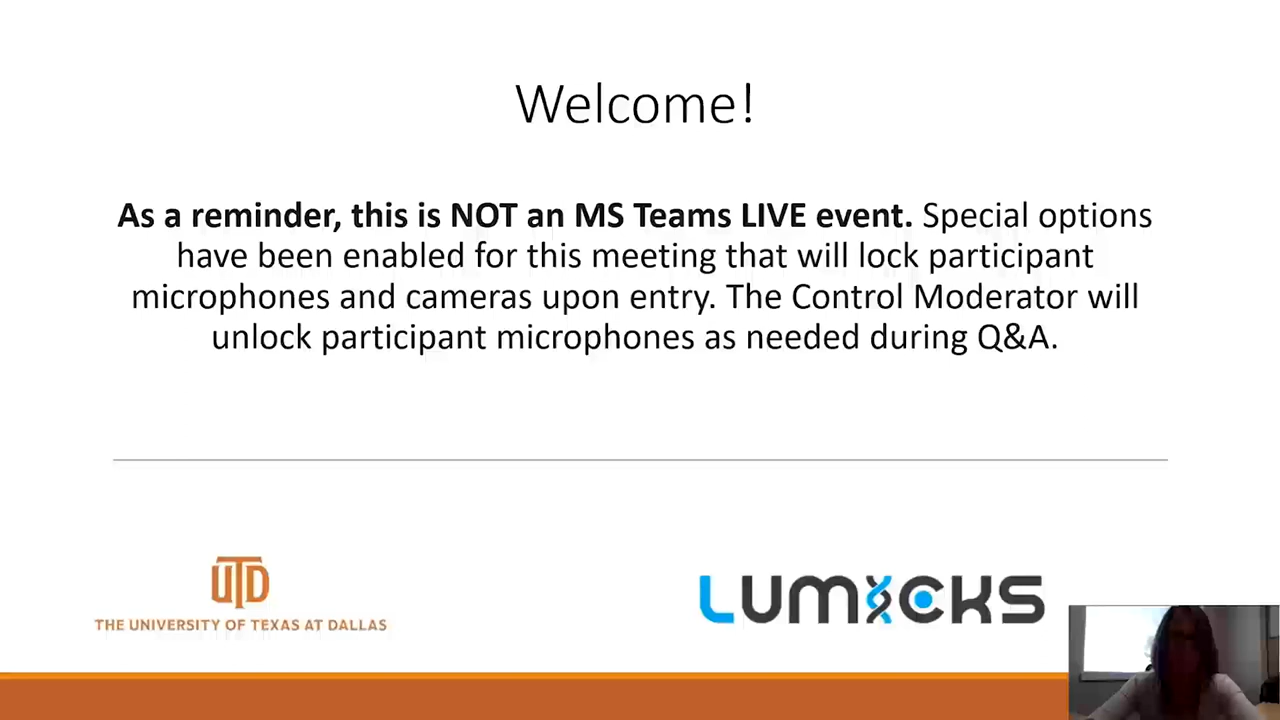 Welcome!
As a reminder, this is NOT an MS Teams LIVE event. Special options
have been enabled for this meeting that will lock participant
microphones and cameras upon entry. The Control Moderator will
unlock participant microphones as needed during Q&A.
UTD
THE UNIVERSITY OF TEXAS AT DALLAS
LUMICKS